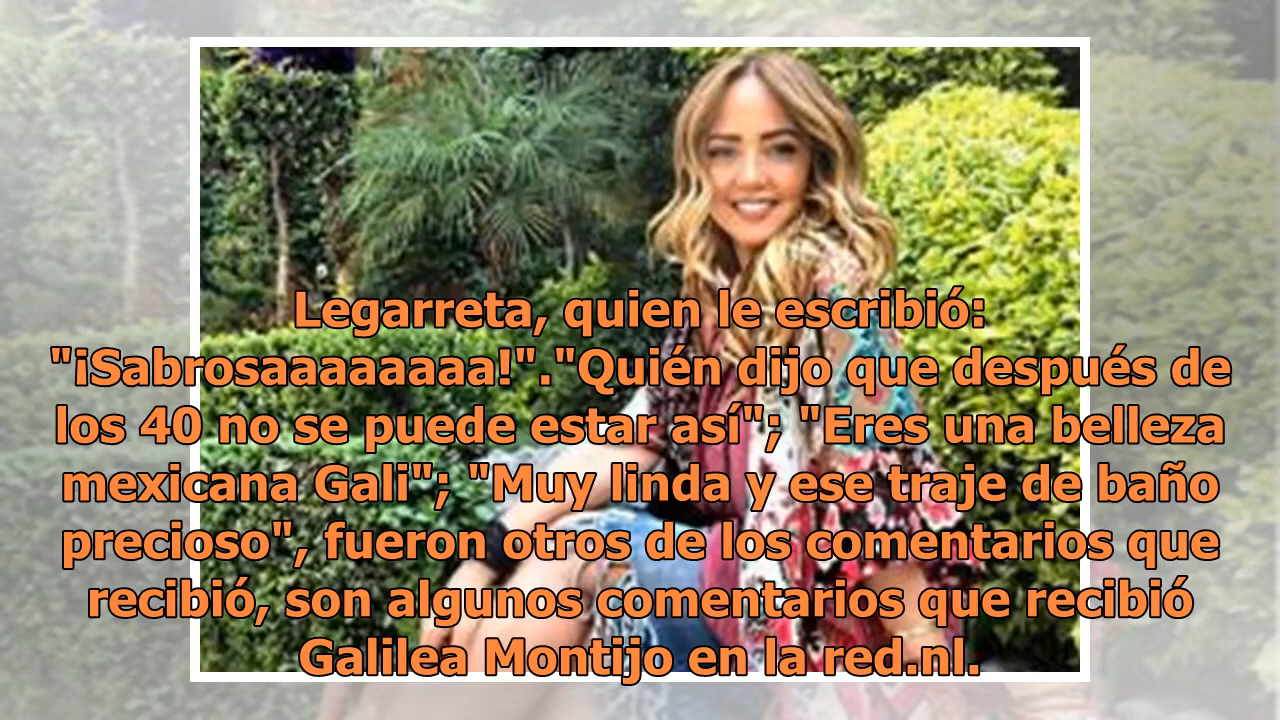 Legarreta, quien le escribió:
"¡Sabrosaaaaaaaaa!"."Quién dijo que después de
los 40 no se puede estar así"; "Eres una belleza
mexicana Gali"; "Muy linda y ese traje de baño
precioso", fueron otros de los comentarios que
recibió, son algunos comentarios que recibió
Galilea Montijo en la red.nl.